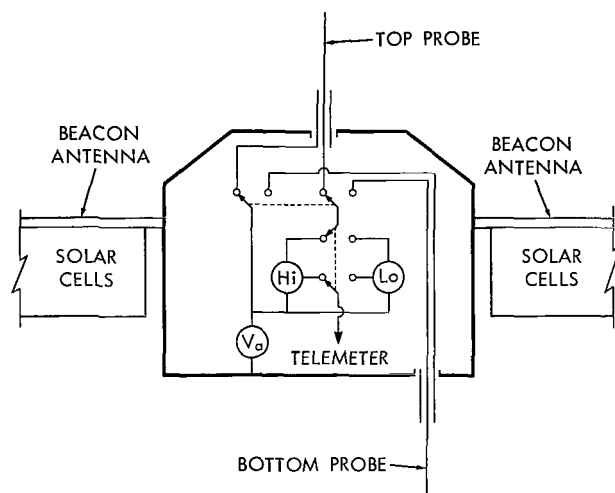 TOP PROBE
BEACON
ANTENNA
BEACON
ANTENNA
SOLAR
CELLS
SOLAR
CELLS
Hi
Lo
Va
TELEMETER
BOTTOM PROBE